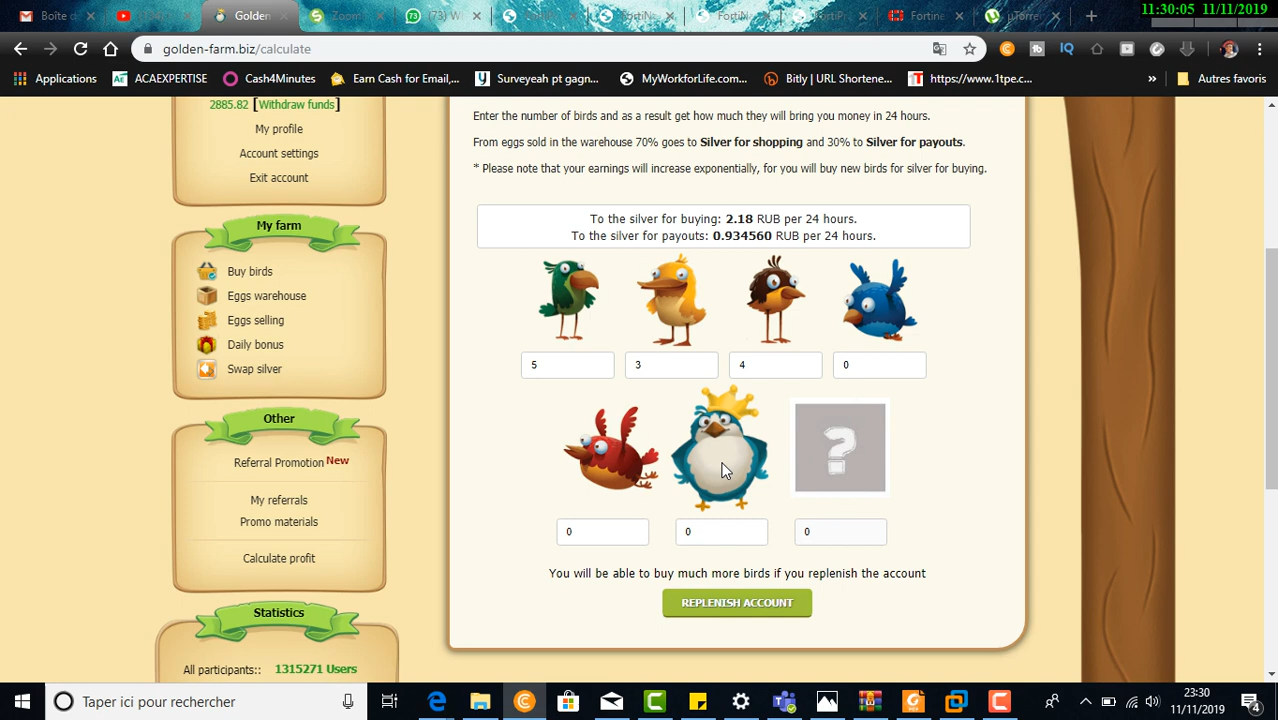 11:30:05 11/11/2019
Boîte d
Golden
Zoom
(73) W
FortiNe
FortiPr
Fortine
µTorren
golden-farm.biz/calculate
Applications
ACAEXPERTISE
Cash4Minutes
Earn Cash for Email,...
Surveyeah pt gagn...
MyWorkforLife.com...
Bitly | URL Shortene...
https://www.1tpe.c...
»
Autres favoris
2885.82 [Withdraw funds]
My profile
Account settings
Exit account
My farm
Buy birds
Eggs warehouse
Eggs selling
Daily bonus
Swap silver
Other
Referral Promotion New
My referrals
Promo materials
Calculate profit
Statistics
All participants:: 1315271 Users
Enter the number of birds and as a result get how much they will bring you money in 24 hours.
From eggs sold in the warehouse 70% goes to Silver for shopping and 30% to Silver for payouts.
* Please note that your earnings will increase exponentially, for you will buy new birds for silver for buying.
To the silver for buying: 2.18 RUB per 24 hours.
To the silver for payouts: 0.934560 RUB per 24 hours.
5 3 4 0
?
0 0 0
You will be able to buy much more birds if you replenish the account
REPLENISH ACCOUNT
Taper ici pour rechercher
23:30
11/11/2019
4